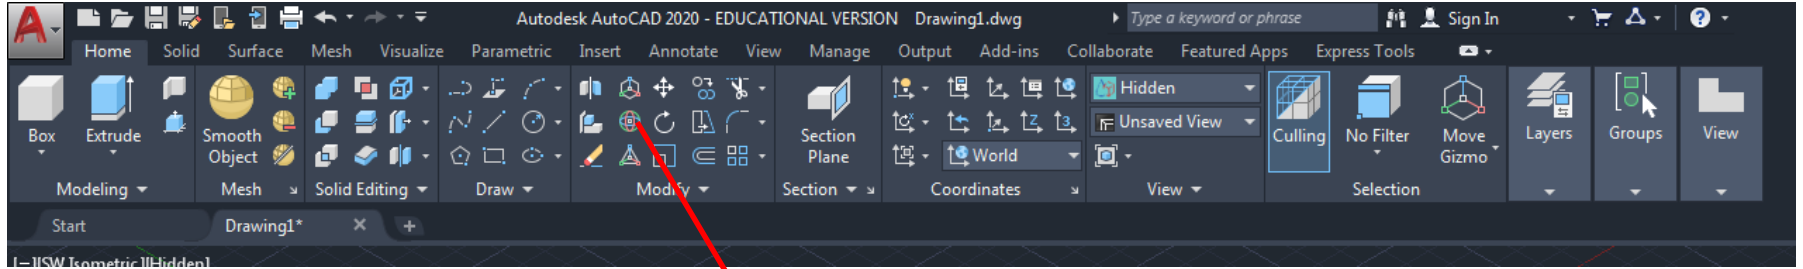 Autodesk AutoCAD 2020 - EDUCATIONAL VERSION Drawing1.dwg Type a keyword or phrase Sign In
Home Solid Surface Mesh Visualize Parametric Insert Annotate View Manage Output Add-ins Collaborate Featured Apps Express Tools
Hidden
Unsaved View
Box Extrude Smooth Object Section Plane World Culling No Filter Move Gizmo Layers Groups View
Modeling Mesh Solid Editing Draw Modify Section Coordinates View Selection
Start Drawing1*
[–][SW Isometric][Hidden]